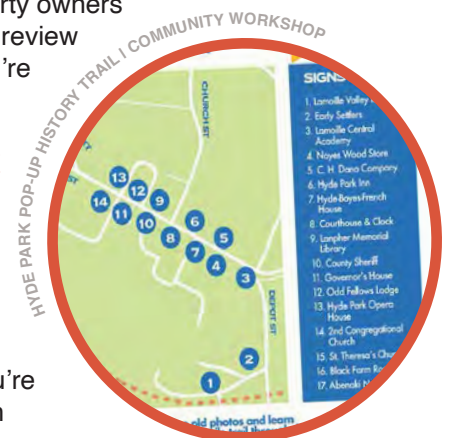 rty owners
review
're
HYDE PARK POP-UP HISTORY TRAIL | COMMUNITY WORKSHOP
CHURCH ST
ST
DEPOT ST
13
12
9
14
11
10
6
8
5
7
4
3
2
1
SIGNS
1. Lamoille Valley
2. Early Settlers
3. Lamoille Central
Academy
4. Noyes Wood Store
5. C. H. Dana Company
6. Hyde Park Inn
7. Hyde-Boyes-French
House
8. Courthouse & Clock
9. Lanpher Memorial
Library
10. County Sheriff
11. Governor's House
12. Odd Fellows Lodge
13. Hyde Park Opera
House
14. 2nd Congregational
Church
15. St. Theresa's Chu
16. Black Farm Ro
17. Abenaki N
old photos and learn
u're
n